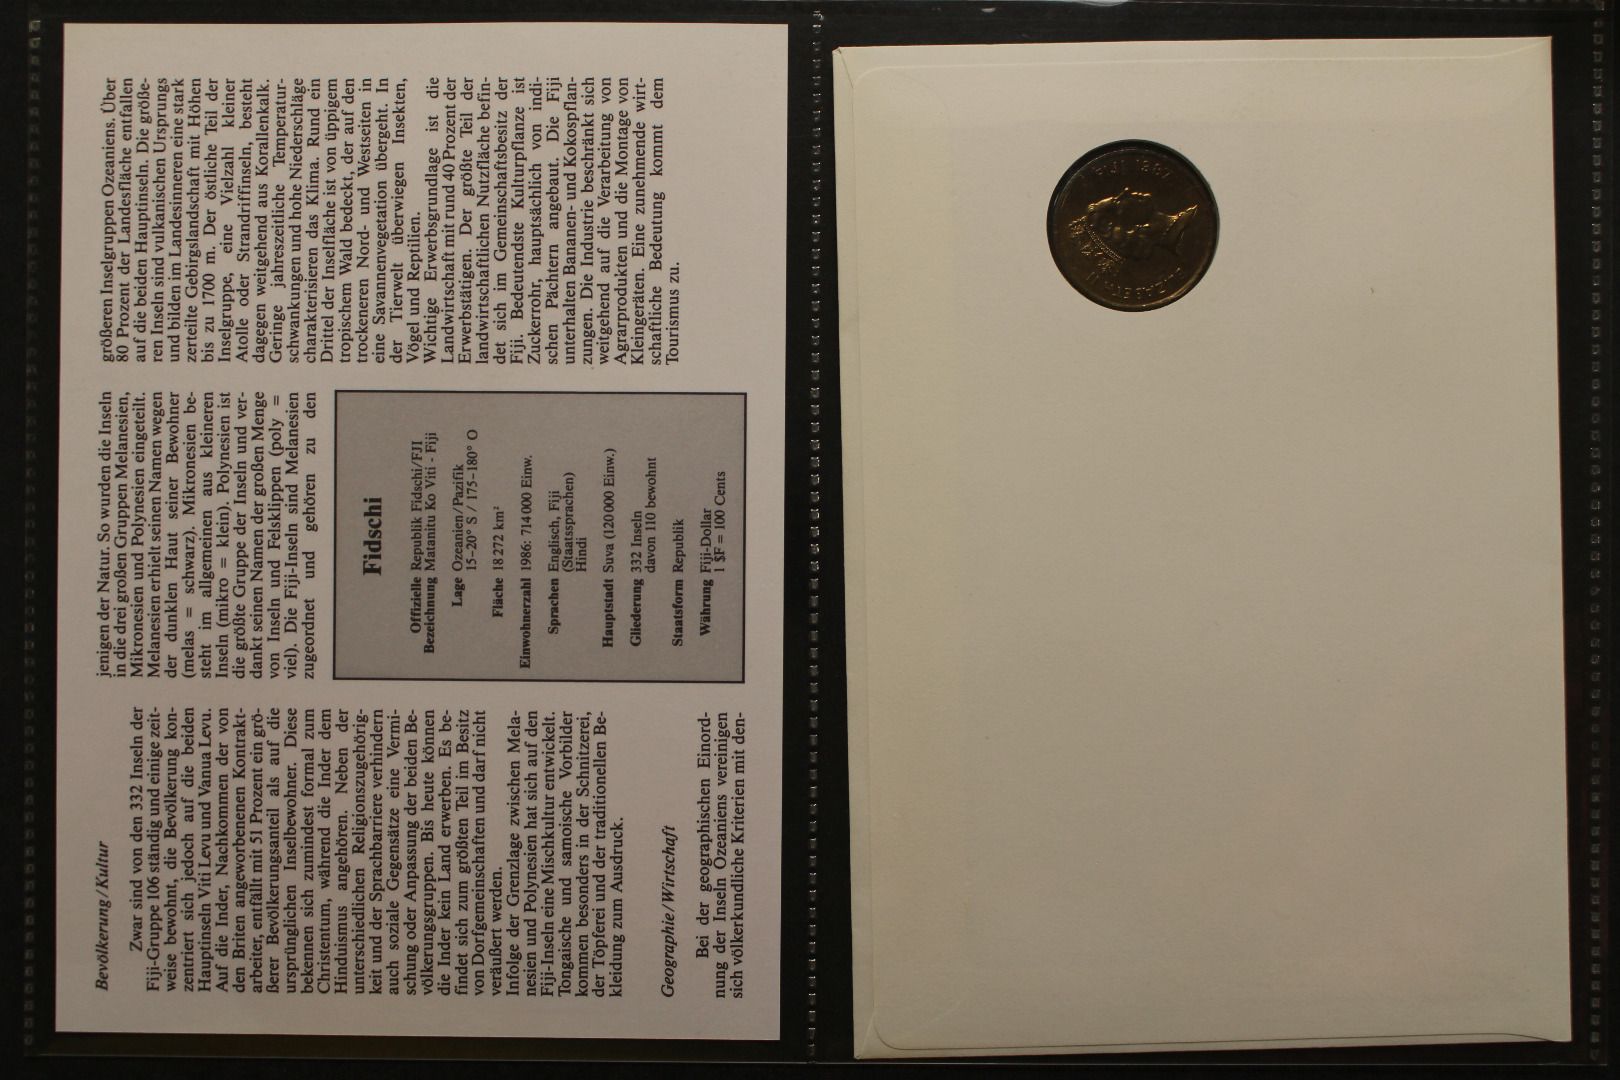 Bevölkerung/Kultur
Zwar sind von den 332 Inseln der
Fiji-Gruppe 106 ständig und einige zeit-
weise bewohnt, die Bevölkerung kon-
zentriert sich jedoch auf die beiden
Hauptinseln Viti Levu und Vanua Levu.
Auf die Inder, Nachkommen der von
den Briten angeworbenen Kontrakt-
arbeiter, entfällt mit 51 Prozent ein grö-
ßerer Bevölkerungsanteil als auf die
ursprünglichen Inselbewohner. Diese
bekennen sich zumindest formal zum
Christentum, während die Inder dem
Hinduismus angehören. Neben der
unterschiedlichen Religionszugehörig-
keit und der Sprachbarriere verhindern
auch soziale Gegensätze eine Vermi-
schung oder Anpassung der beiden Be-
völkerungsgruppen. Bis heute können
die Inder kein Land erwerben. Es be-
findet sich zum größten Teil im Besitz
von Dorfgemeinschaften und darf nicht
veräußert werden.
Infolge der Grenzlage zwischen Mela-
nesien und Polynesien hat sich auf den
Fiji-Inseln eine Mischkultur entwickelt.
Tongaische und samoische Vorbilder
kommen besonders in der Schnitzerei,
der Töpferei und der traditionellen Be-
kleidung zum Ausdruck.
Geographie/Wirtschaft
Bei der geographischen Einord-
nung der Inseln Ozeaniens vereinigen
sich völkerkundliche Kriterien mit den-
jenigen der Natur. So wurden die Inseln
in die drei großen Gruppen Melanesien,
Mikronesien und Polynesien eingeteilt.
Melanesien erhielt seinen Namen wegen
der dunklen Haut seiner Bewohner
(melas = schwarz). Mikronesien be-
steht im allgemeinen aus kleineren
Inseln (mikro = klein). Polynesien ist
die größte Gruppe der Inseln und ver-
dankt seinen Namen der großen Menge
von Inseln und Felsklippen (poly =
viel). Die Fiji-Inseln sind Melanesien
zugeordnet und gehören zu den
Fidschi
Offizielle Republik Fidschi/FJI
Bezeichnung Matanitu Ko Viti - Fiji
Lage Ozeanien/Pazifik
15–20° S / 175–180° O
Fläche 18 272 km²
Einwohnerzahl 1986: 714 000 Einw.
Sprachen Englisch, Fiji
(Staatssprachen)
Hindi
Hauptstadt Suva (120 000 Einw.)
Gliederung 332 Inseln
davon 110 bewohnt
Staatsform Republik
Währung Fiji-Dollar
1 $F = 100 Cents
größeren Inselgruppen Ozeaniens. Über
80 Prozent der Landesfläche entfallen
auf die beiden Hauptinseln. Die größe-
ren Inseln sind vulkanischen Ursprungs
und bilden im Landesinneren eine stark
zerteilte Gebirgslandschaft mit Höhen
bis zu 1700 m. Der östliche Teil der
Inselgruppe, eine Vielzahl kleiner
Atolle oder Strandriffinseln, besteht
dagegen weitgehend aus Korallenkalk.
Geringe jahreszeitliche Temperatur-
schwankungen und hohe Niederschläge
charakterisieren das Klima. Rund ein
Drittel der Inselfläche ist von üppigem
tropischem Wald bedeckt, der auf den
trockeneren Nord- und Westseiten in
eine Savannenvegetation übergeht. In
der Tierwelt überwiegen Insekten,
Vögel und Reptilien.
Wichtige Erwerbsgrundlage ist die
Landwirtschaft mit rund 40 Prozent der
Erwerbstätigen. Der größte Teil der
landwirtschaftlichen Nutzfläche befin-
det sich im Gemeinschaftsbesitz der
Fiji. Bedeutendste Kulturpflanze ist
Zuckerrohr, hauptsächlich von indi-
schen Pächtern angebaut. Die Fiji
unterhalten Bananen- und Kokospflan-
zungen. Die Industrie beschränkt sich
weitgehend auf die Verarbeitung von
Agrarprodukten und die Montage von
Kleingeräten. Eine zunehmende wirt-
schaftliche Bedeutung kommt dem
Tourismus zu.
ELIZABETH II
FIJI